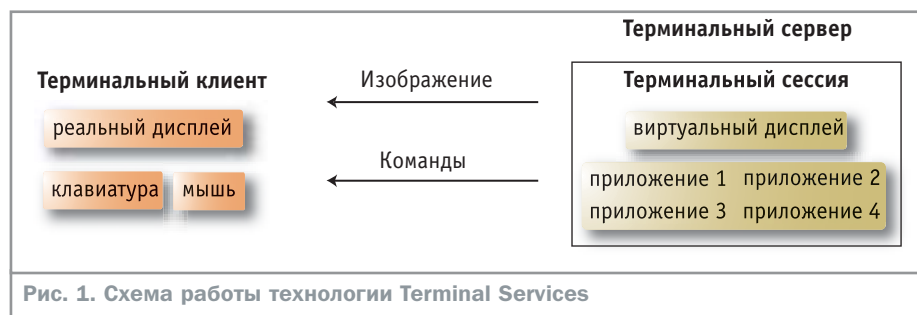 Терминальный сервер
Терминальный клиент
Изображение
Терминальный сессия
реальный дисплей
виртуальный дисплей
Команды
клавиатура мышь
приложение 1 приложение 2
приложение 3 приложение 4
Рис. 1. Схема работы технологии Terminal Services